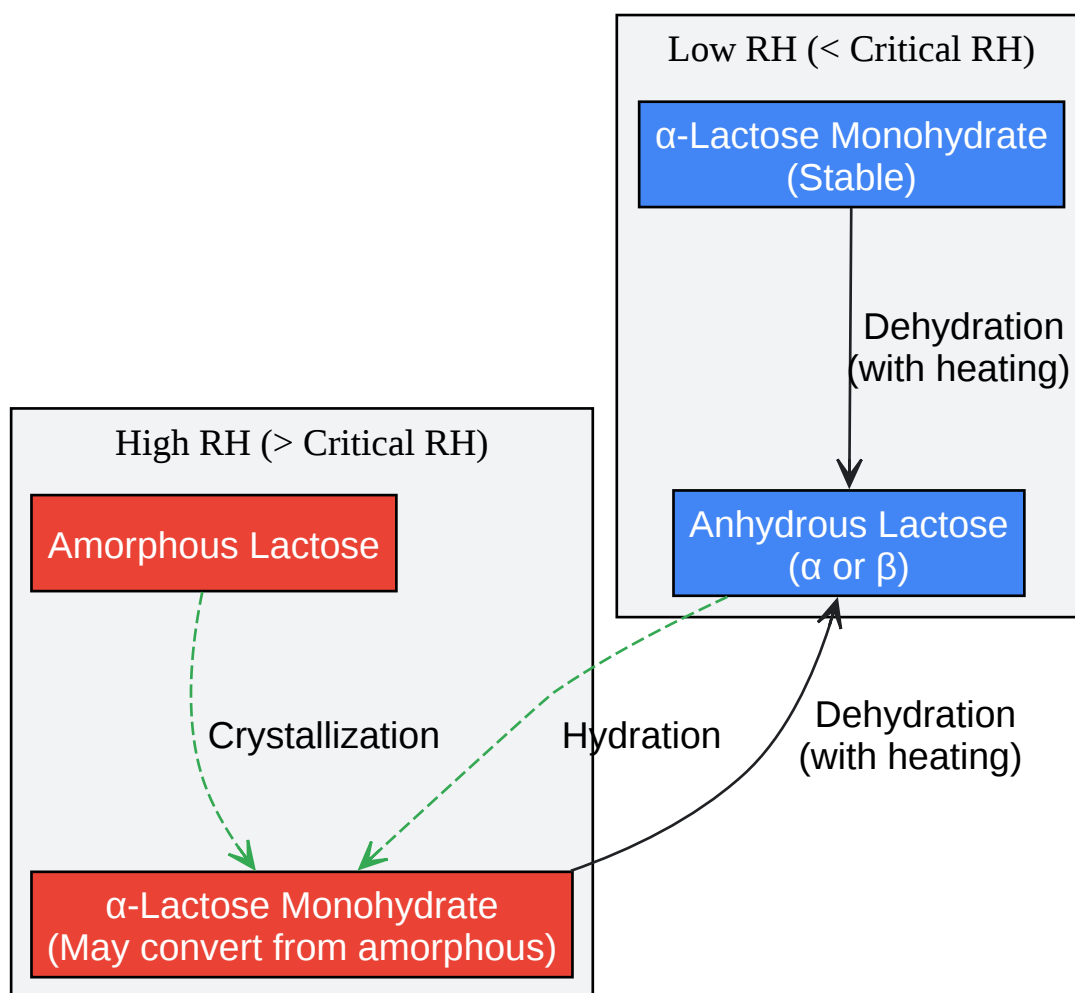 Low RH (< Critical RH)
α-Lactose Monohydrate
(Stable)
Dehydration
(with heating)
High RH (> Critical RH)
Amorphous Lactose
Anhydrous Lactose
(α or β)
Crystallization
Hydration
Dehydration
(with heating)
α-Lactose Monohydrate
(May convert from amorphous)